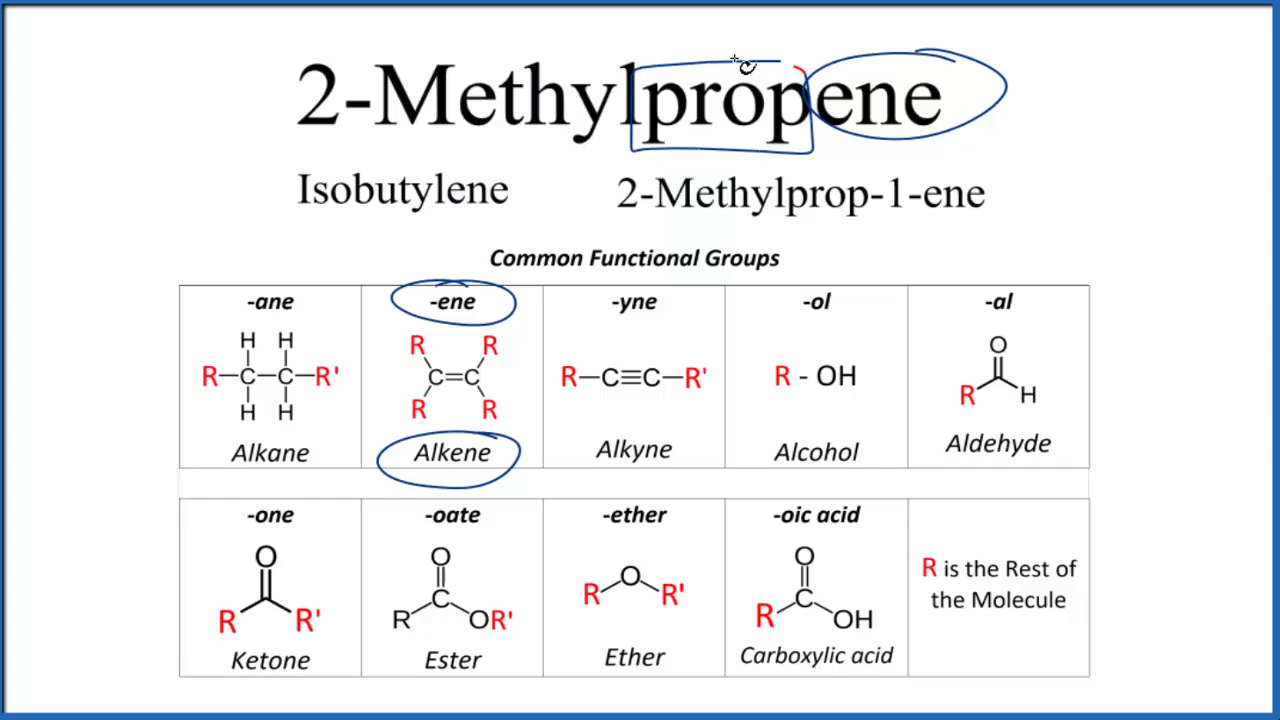 2-Methylpropene
Isobutylene 2-Methylprop-1-ene
Common Functional Groups
-ane -ene -yne -ol -al
H H
R-C-C-R'
H H
R R
C=C
R R
R-C≡C-R'
R - OH
O
R H
Alkane Alkene Alkyne Alcohol Aldehyde
-one -oate -ether -oic acid
O
R R'
O
C
R OR'
O
R R'
O
C
R OH
R is the Rest of
the Molecule
Ketone Ester Ether Carboxylic acid